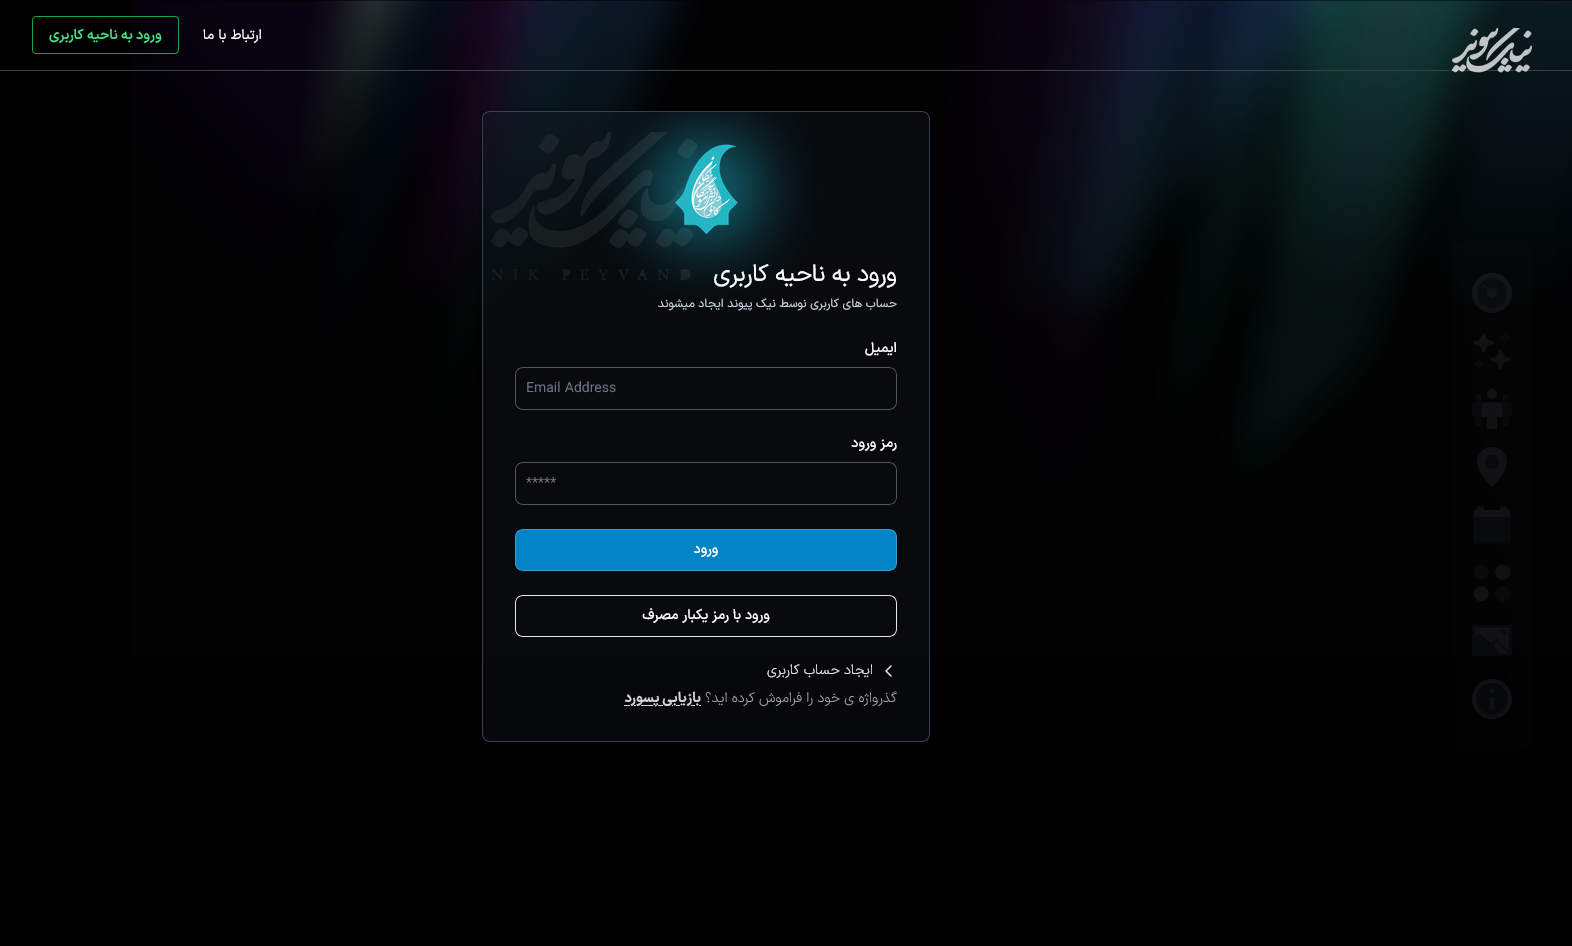 ارتباط با ما
ورود به ناحیه کاربری
NIK PEYVAND
ورود به ناحیه کاربری
حساب های کاربری توسط نیک پیوند ایجاد میشوند
ایمیل
Email Address
رمز ورود
*****
ورود
ورود با رمز یکبار مصرف
ایجاد حساب کاربری
گذرواژه ی خود را فراموش کرده اید؟ بازیابی پسورد